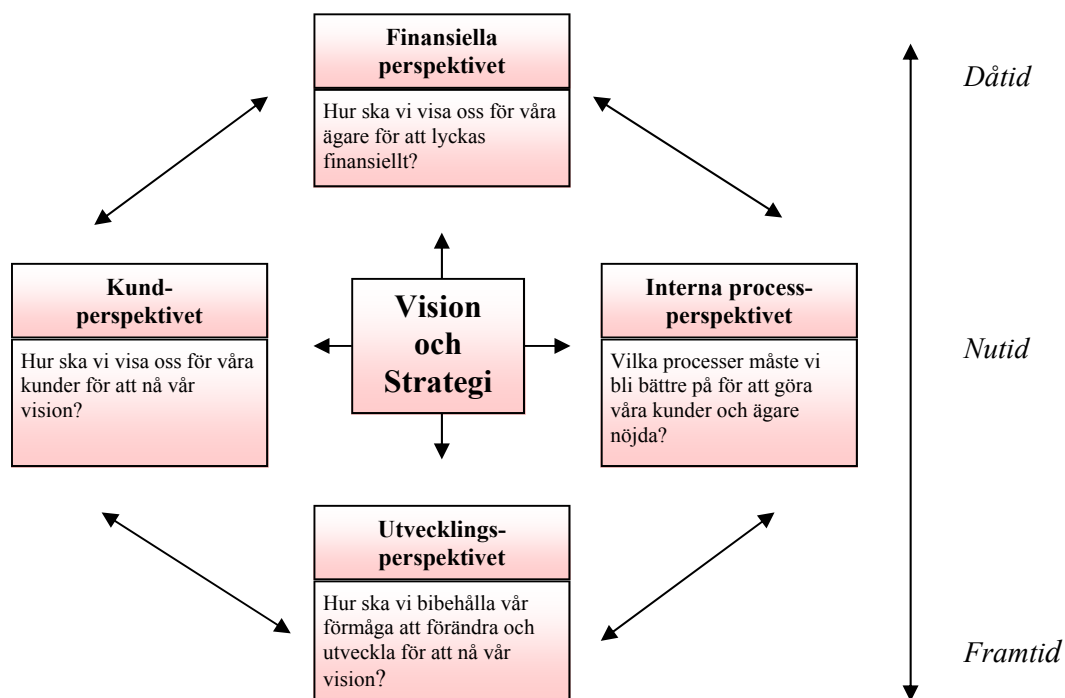 Finansiella
perspektivet
Hur ska vi visa oss för våra
ägare för att lyckas
finansiellt?
Dåtid
Kund-
perspektivet
Hur ska vi visa oss för våra
kunder för att nå vår
vision?
Vision
och
Strategi
Interna process-
perspektivet
Vilka processer måste vi
bli bättre på för att göra
våra kunder och ägare
nöjda?
Nutid
Utvecklings-
perspektivet
Hur ska vi bibehålla vår
förmåga att förändra och
utveckla för att nå vår
vision?
Framtid